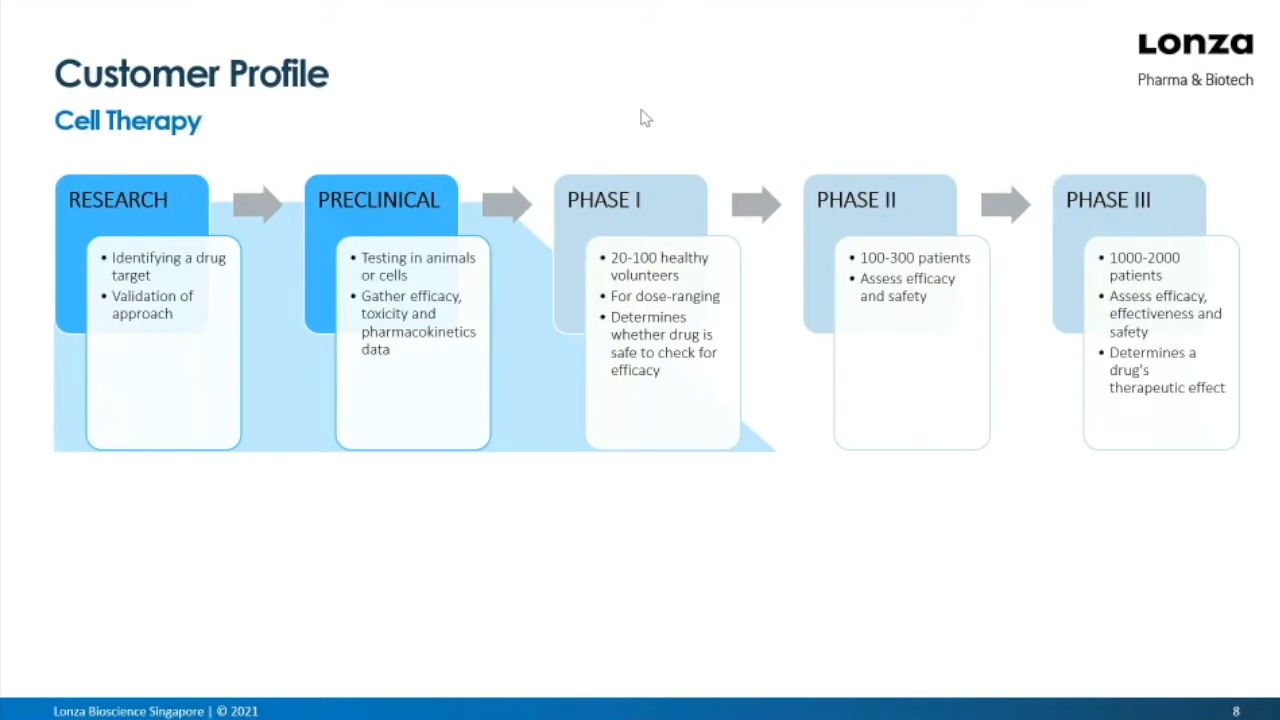 Customer Profile
Cell Therapy
Lonza
Pharma & Biotech
RESEARCH
• Identifying a drug
target
• Validation of
approach
PRECLINICAL
• Testing in animals
or cells
• Gather efficacy,
toxicity and
pharmacokinetics
data
PHASE I
• 20-100 healthy
volunteers
• For dose-ranging
• Determines
whether drug is
safe to check for
efficacy
PHASE II
• 100-300 patients
• Assess efficacy
and safety
PHASE III
• 1000-2000
patients
• Assess efficacy,
effectiveness and
safety
• Determines a
drug's
therapeutic effect
Lonza Bioscience Singapore | © 2021
8